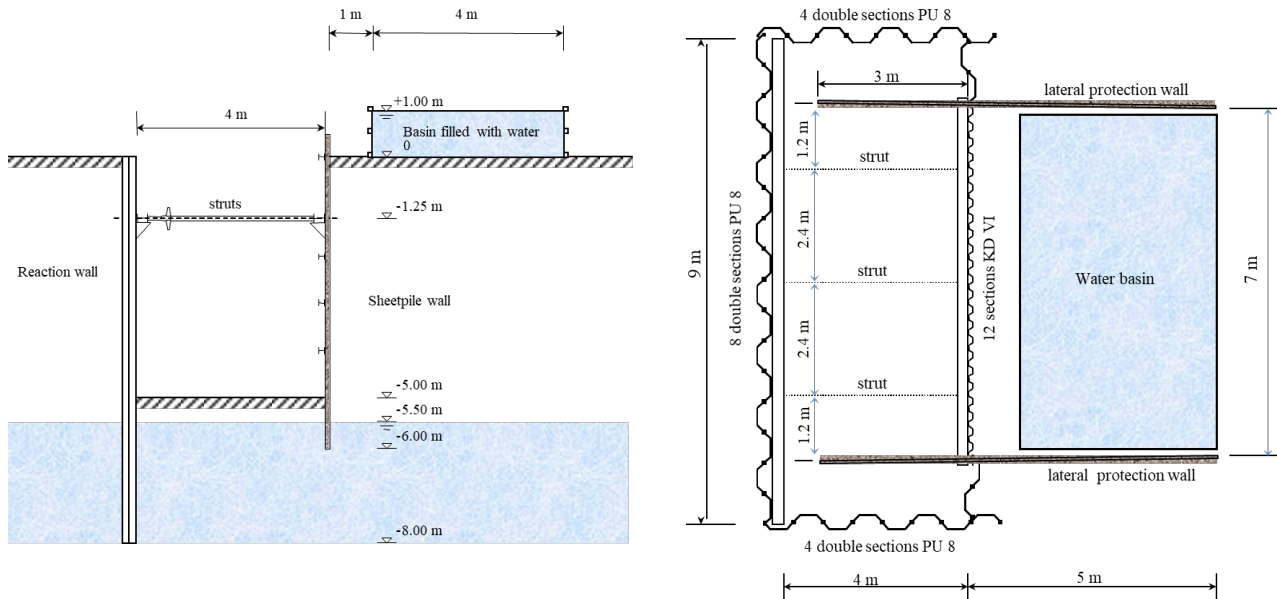 1 m
4 m
+1.00 m
4 m
Basin filled with water
0
struts
-1.25 m
Reaction wall
Sheetpile wall
-5.00 m
-5.50 m
-6.00 m
-8.00 m
4 double sections PU 8
3 m
lateral protection wall
1.2 m
strut
2.4 m
9 m
8 double sections PU 8
strut
12 sections KD VI
Water basin
7 m
2.4 m
strut
1.2 m
lateral protection wall
4 double sections PU 8
4 m
5 m